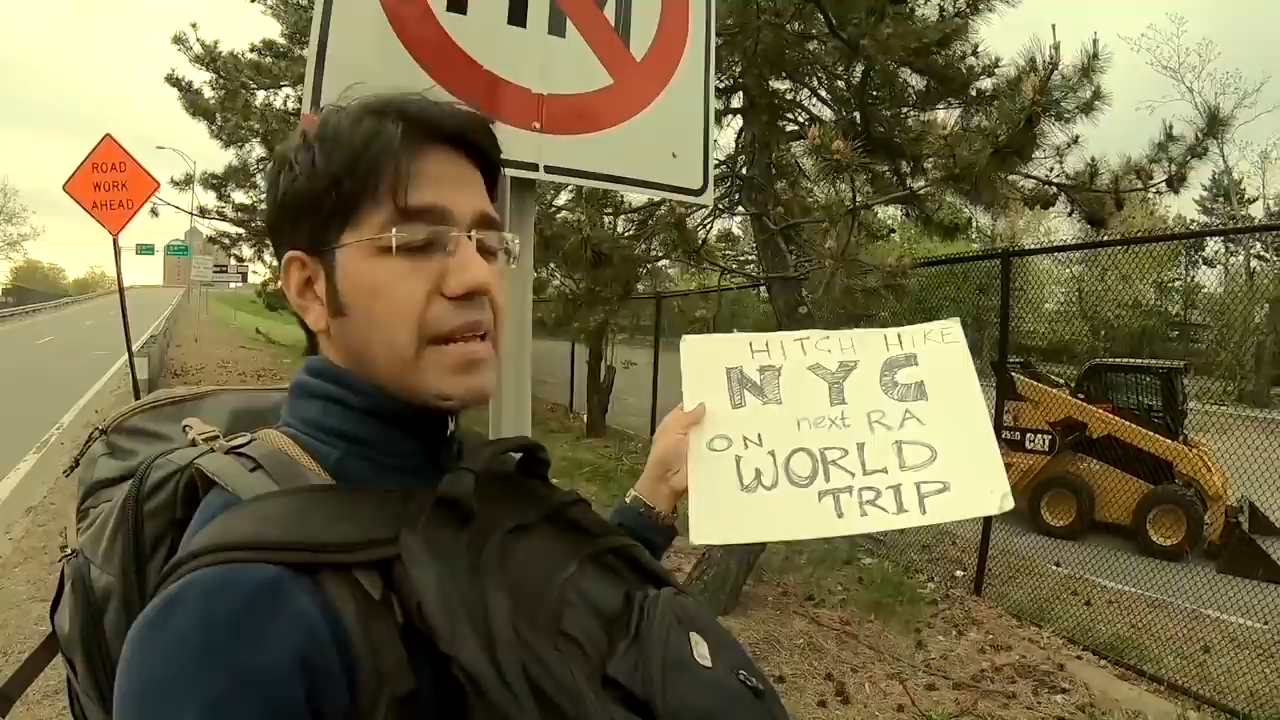 ROAD
WORK
AHEAD
HITCH HIKE
NYC
next RA
ON
WORLD
TRIP
CAT